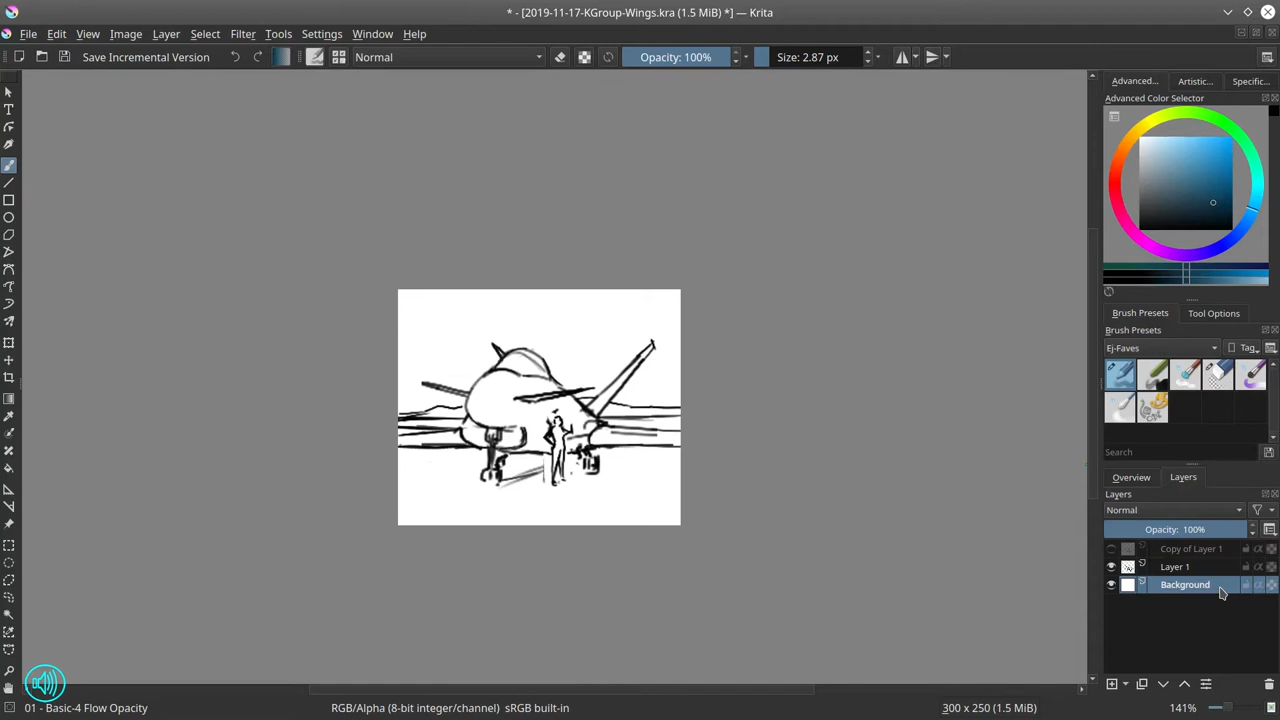 * - [2019-11-17-KGroup-Wings.kra (1.5 MiB) *] — Krita
File Edit View Image Layer Select Filter Tools Settings Window Help
Save Incremental Version Normal Opacity: 100% Size: 2.87 px
Advanced... Artistic... Specific...
Advanced Color Selector
Brush Presets Tool Options
Brush Presets
Ej-Faves Tag
Search
Overview Layers
Layers
Normal
Opacity: 100%
Copy of Layer 1
Layer 1
Background
01 - Basic-4 Flow Opacity RGB/Alpha (8-bit integer/channel) sRGB built-in 300 x 250 (1.5 MiB) 141%